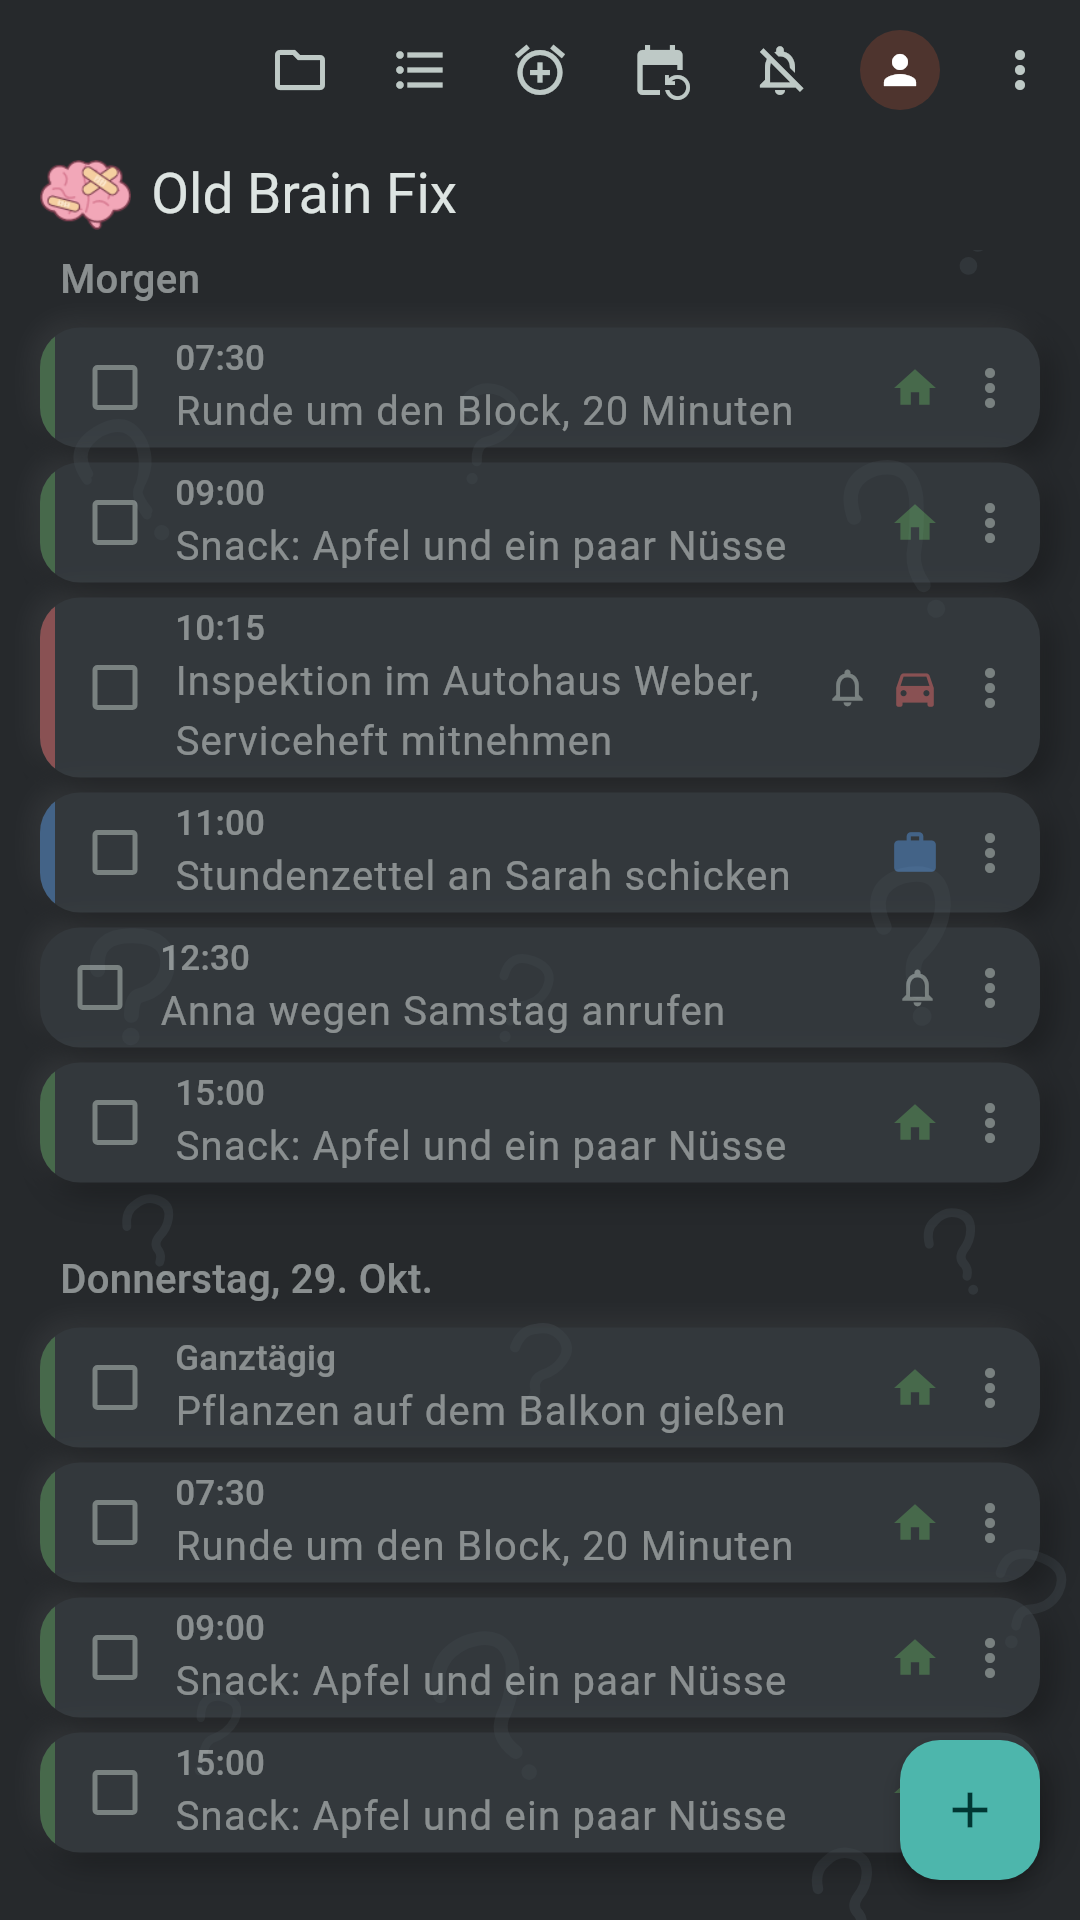 Old Brain Fix
Morgen
07:30
Runde um den Block, 20 Minuten
09:00
Snack: Apfel und ein paar Nüsse
10:15
Inspektion im Autohaus Weber,
Serviceheft mitnehmen
11:00
Stundenzettel an Sarah schicken
12:30
Anna wegen Samstag anrufen
15:00
Snack: Apfel und ein paar Nüsse
Donnerstag, 29. Okt.
Ganztägig
Pflanzen auf dem Balkon gießen
07:30
Runde um den Block, 20 Minuten
09:00
Snack: Apfel und ein paar Nüsse
15:00
Snack: Apfel und ein paar Nüsse